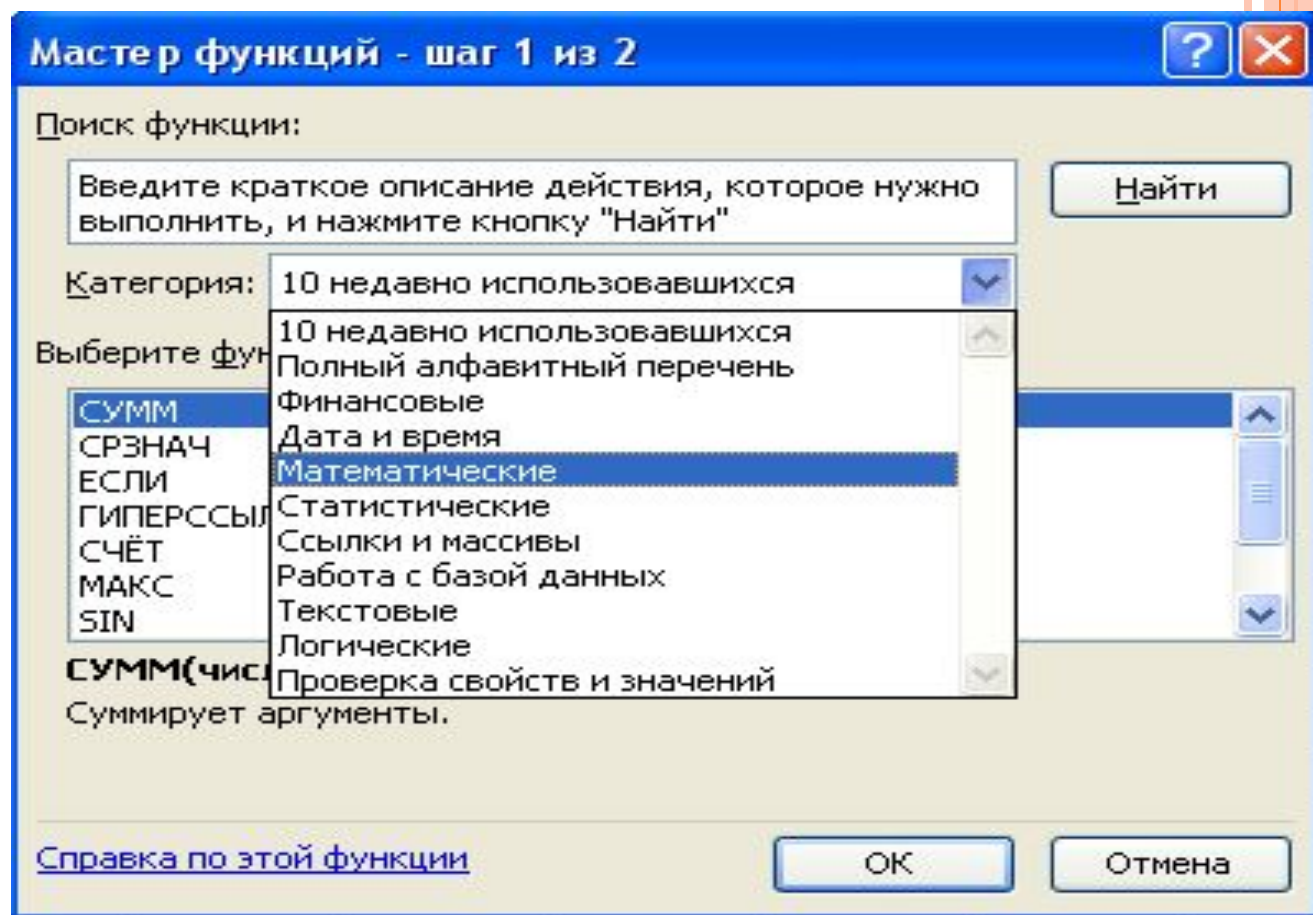 Мастер функций - шаг 1 из 2
Поиск функции:
Введите краткое описание действия, которое нужно
выполнить, и нажмите кнопку "Найти"
Найти
Категория: 10 недавно использовавшихся
10 недавно использовавшихся
Полный алфавитный перечень
Финансовые
Дата и время
Математические
Статистические
Ссылки и массивы
Работа с базой данных
Текстовые
Логические
Проверка свойств и значений
Выберите фун
СУММ
СРЗНАЧ
ЕСЛИ
ГИПЕРССЫЛ
СЧЁТ
МАКС
SIN
СУММ(чис
Суммирует аргументы.
Справка по этой функции
ОК
Отмена